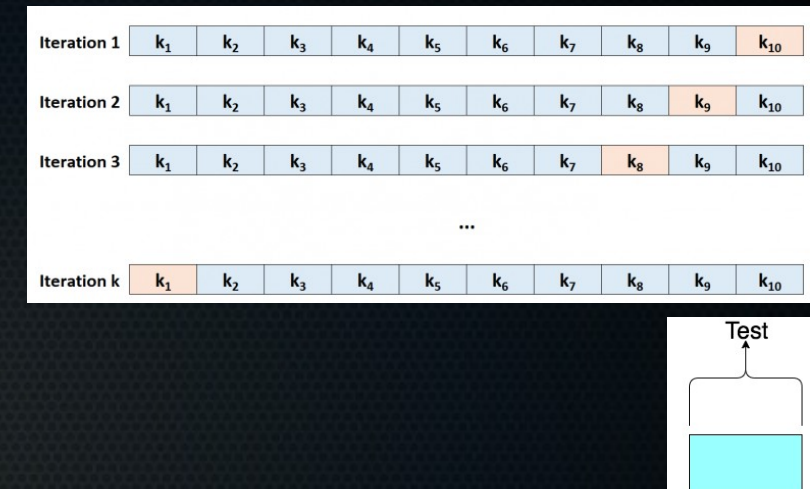 Iteration 1 k₁ k₂ k₃ k₄ k₅ k₆ k₇ k₈ k₉ k₁₀
Iteration 2 k₁ k₂ k₃ k₄ k₅ k₆ k₇ k₈ k₉ k₁₀
Iteration 3 k₁ k₂ k₃ k₄ k₅ k₆ k₇ k₈ k₉ k₁₀
...
Iteration k k₁ k₂ k₃ k₄ k₅ k₆ k₇ k₈ k₉ k₁₀
Test